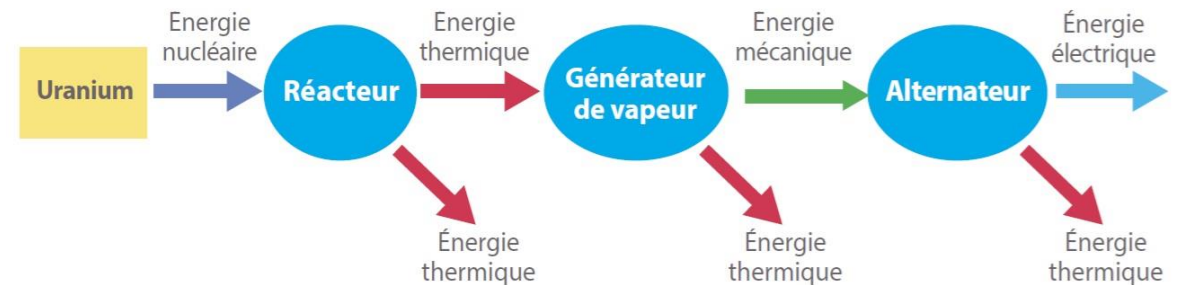 Energie
nucléaire
Energie
thermique
Energie
mécanique
Énergie
électrique
Uranium
Réacteur
Générateur
de vapeur
Alternateur
Énergie
thermique
Énergie
thermique
Énergie
thermique